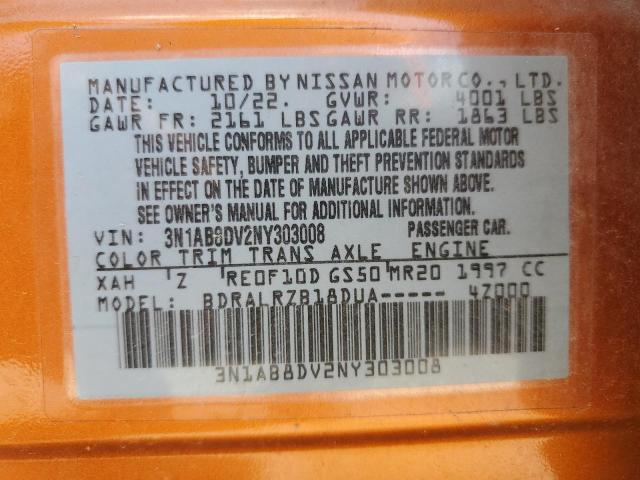 MANUFACTURED BY NISSAN MOTOR CO., LTD.
DATE: 10/22. GVWR: 4001 LBS
GAWR FR: 2161 LBS GAWR RR: 1863 LBS
THIS VEHICLE CONFORMS TO ALL APPLICABLE FEDERAL MOTOR
VEHICLE SAFETY, BUMPER AND THEFT PREVENTION STANDARDS
IN EFFECT ON THE DATE OF MANUFACTURE SHOWN ABOVE.
SEE OWNER'S MANUAL FOR ADDITIONAL INFORMATION.
VIN: 3N1AB8DV2NY303008 PASSENGER CAR.
COLOR TRIM TRANS AXLE ENGINE
XAH Z RE0F10D GS50 MR20 1997 CC
MODEL: BDRALRZB18DUA----- 4Z000
3N1AB8DV2NY303008